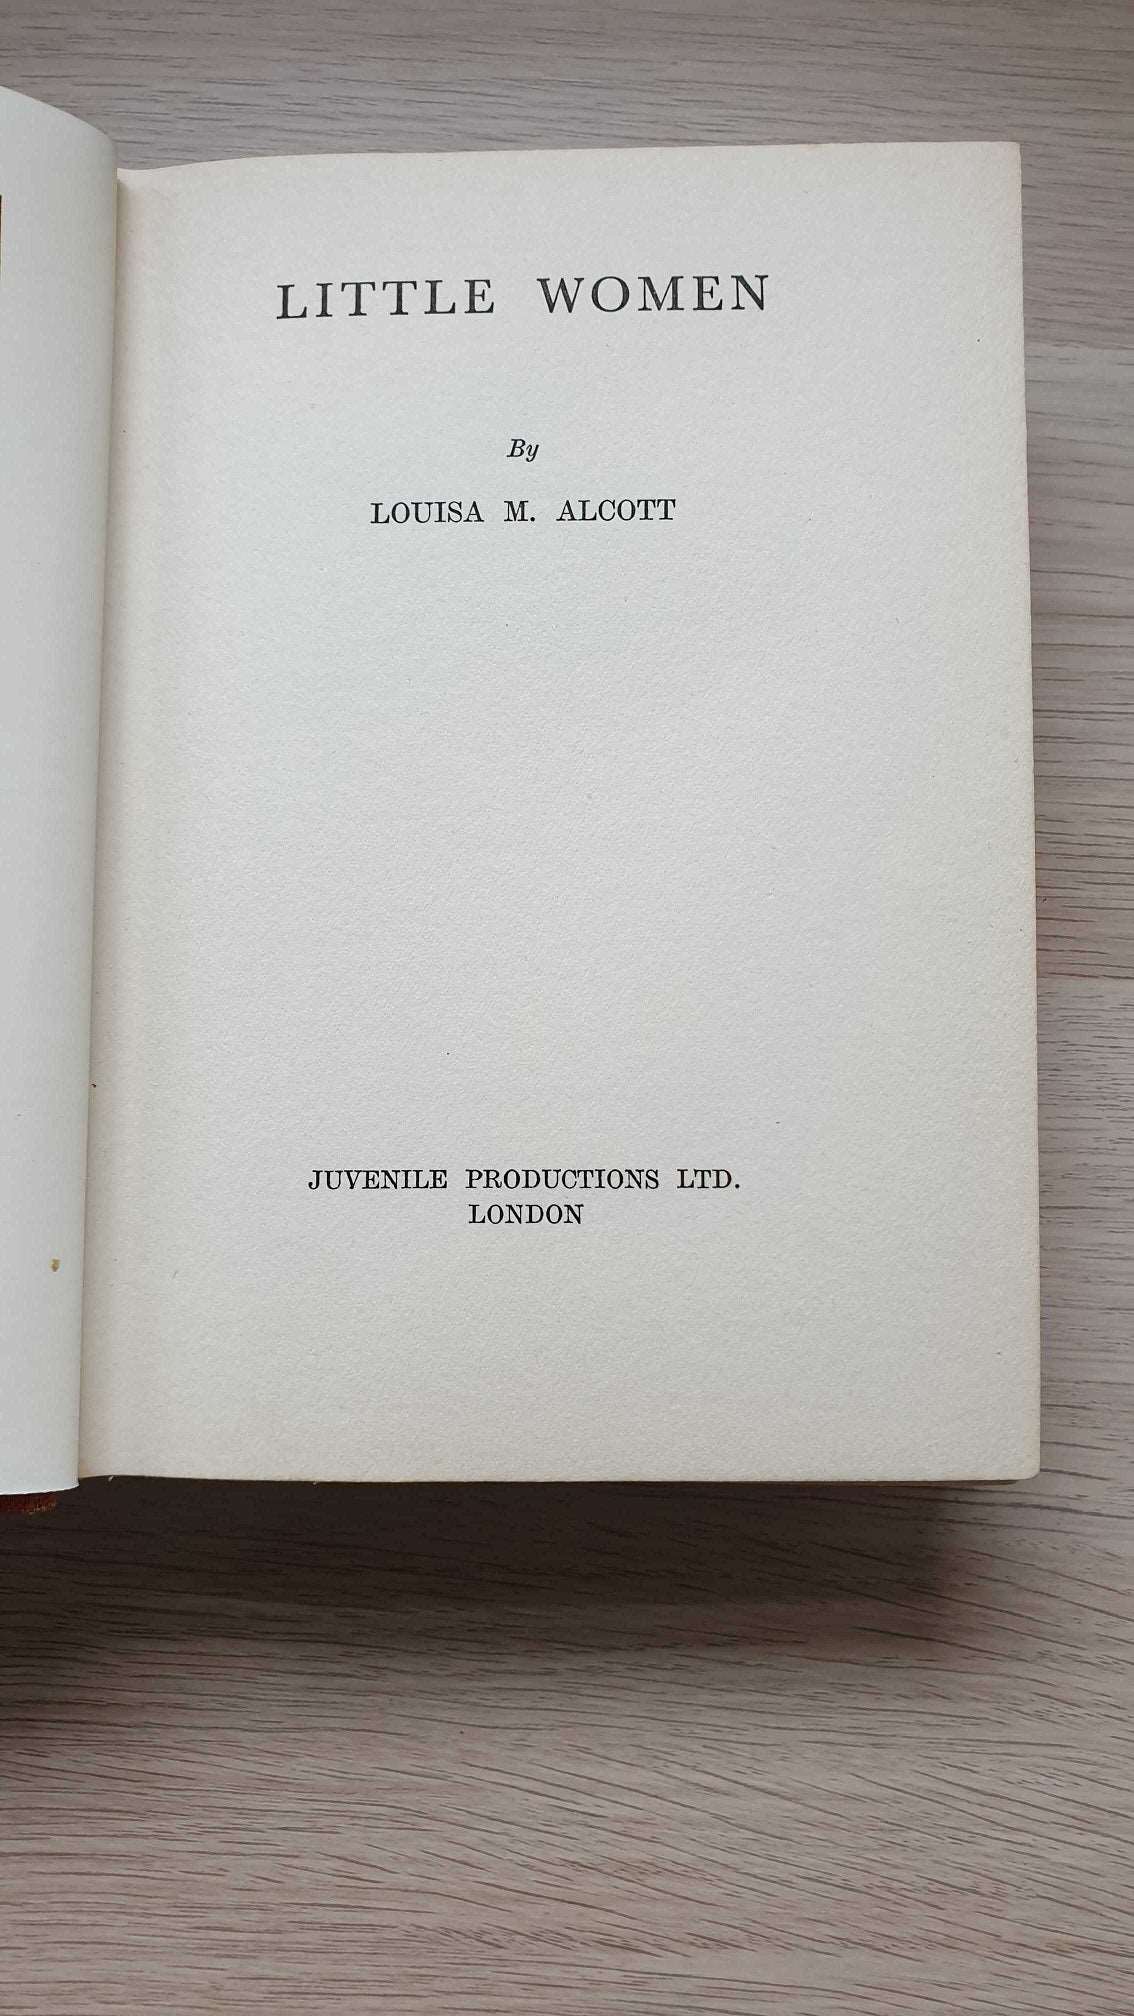 LITTLE WOMEN
By
LOUISA M. ALCOTT
JUVENILE PRODUCTIONS LTD.
LONDON